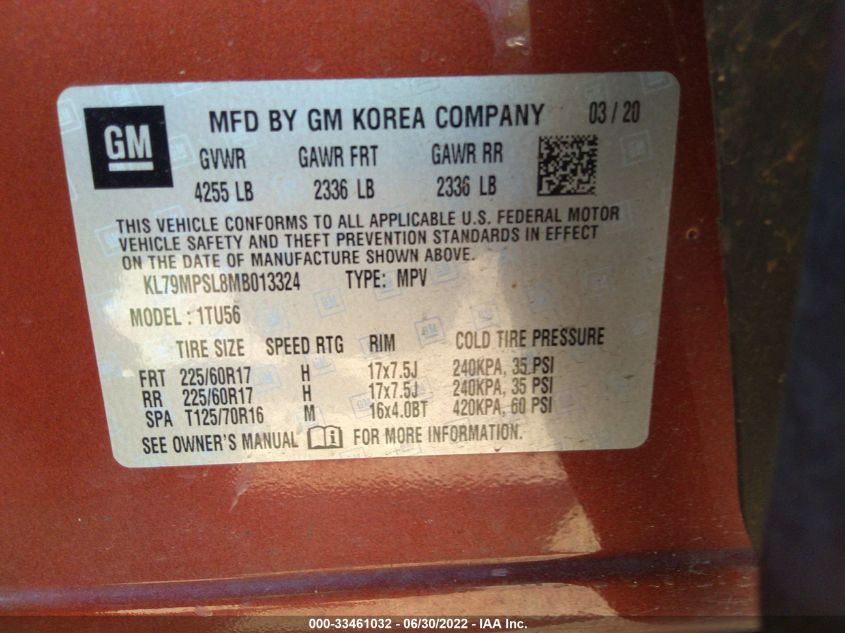 GM
MFD BY GM KOREA COMPANY 03 / 20
GVWR GAWR FRT GAWR RR
4255 LB 2336 LB 2336 LB
THIS VEHICLE CONFORMS TO ALL APPLICABLE U.S. FEDERAL MOTOR
VEHICLE SAFETY AND THEFT PREVENTION STANDARDS IN EFFECT
ON THE DATE OF MANUFACTURE SHOWN ABOVE.
KL79MPSL8MB013324 TYPE: MPV
MODEL : 1TU56
TIRE SIZE SPEED RTG RIM COLD TIRE PRESSURE
FRT 225/60R17 H 17x7.5J 240KPA, 35 PSI
RR 225/60R17 H 17x7.5J 240KPA, 35 PSI
SPA T125/70R16 M 16x4.0BT 420KPA, 60 PSI
SEE OWNER'S MANUAL FOR MORE INFORMATION.
000-33461032 - 06/30/2022 - IAA Inc.